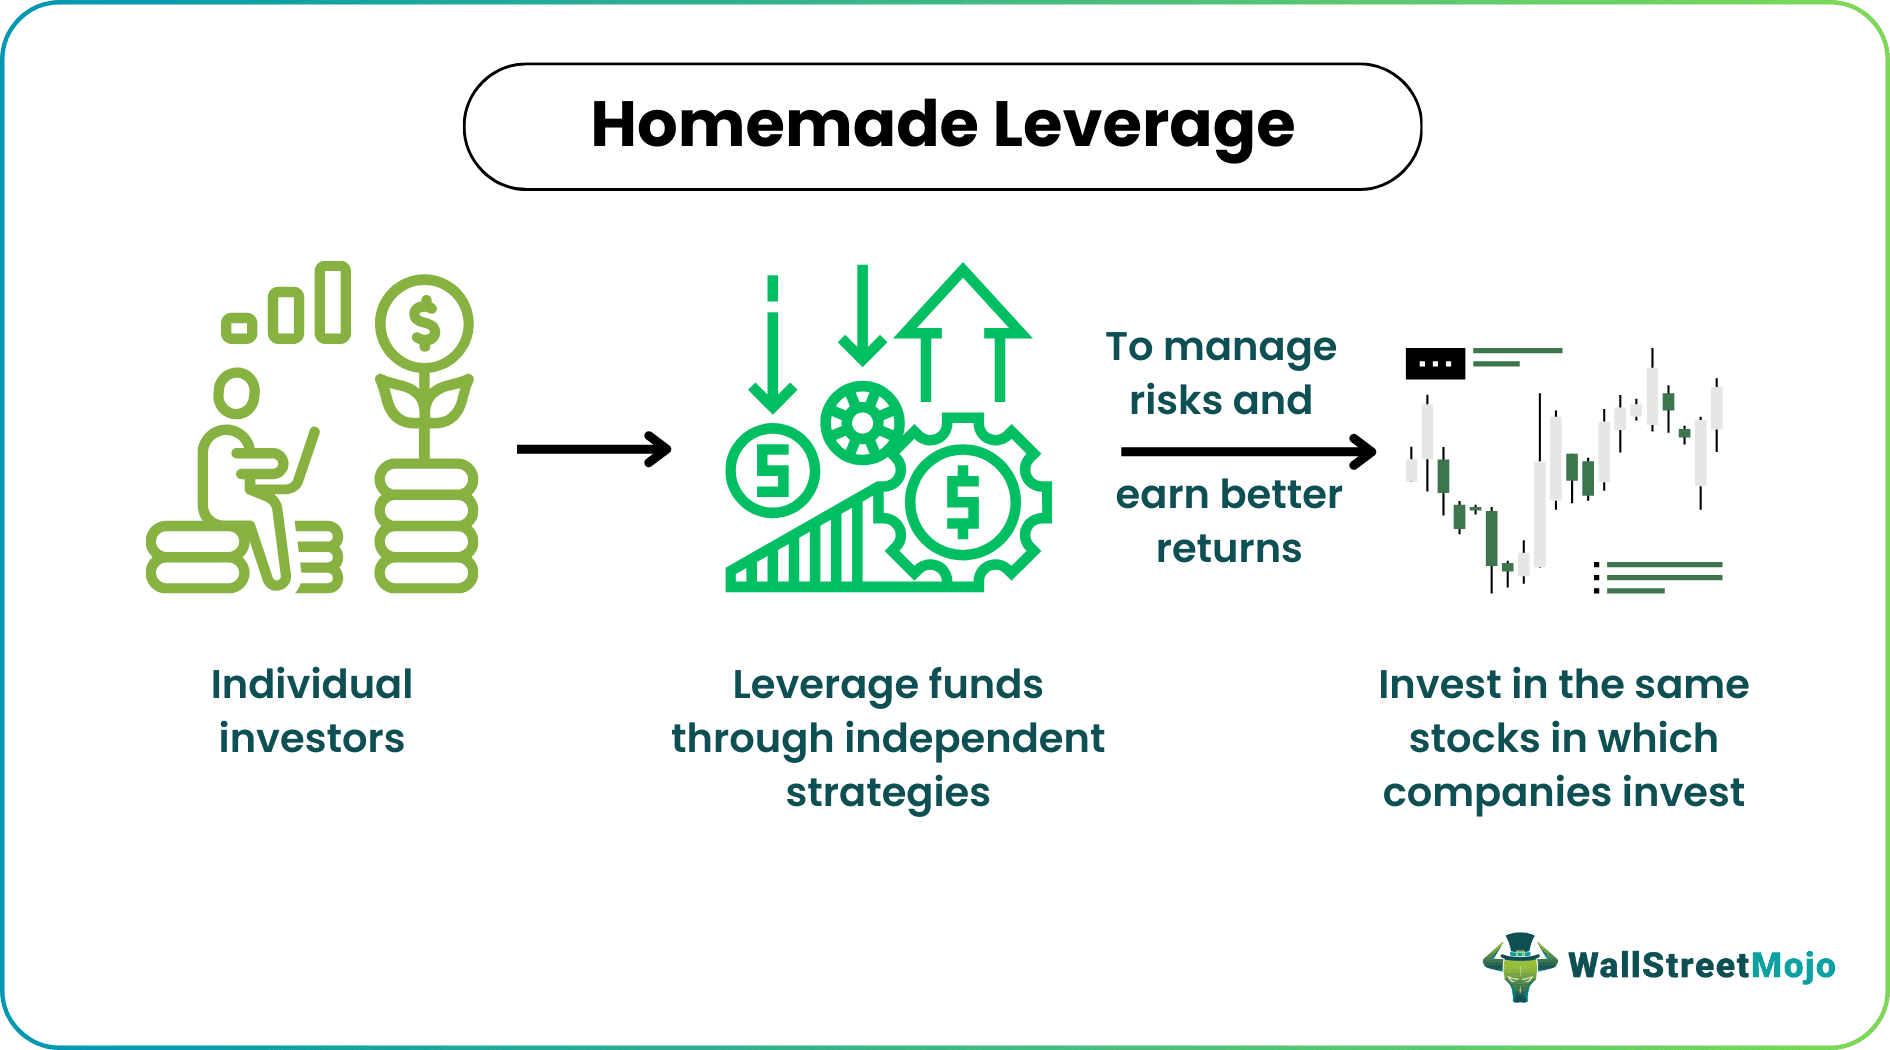 Homemade Leverage
$
5
$
To manage
risks and
earn better
returns
Individual
investors
Leverage funds
through independent
strategies
Invest in the same
stocks in which
companies invest
WallStreetMojo